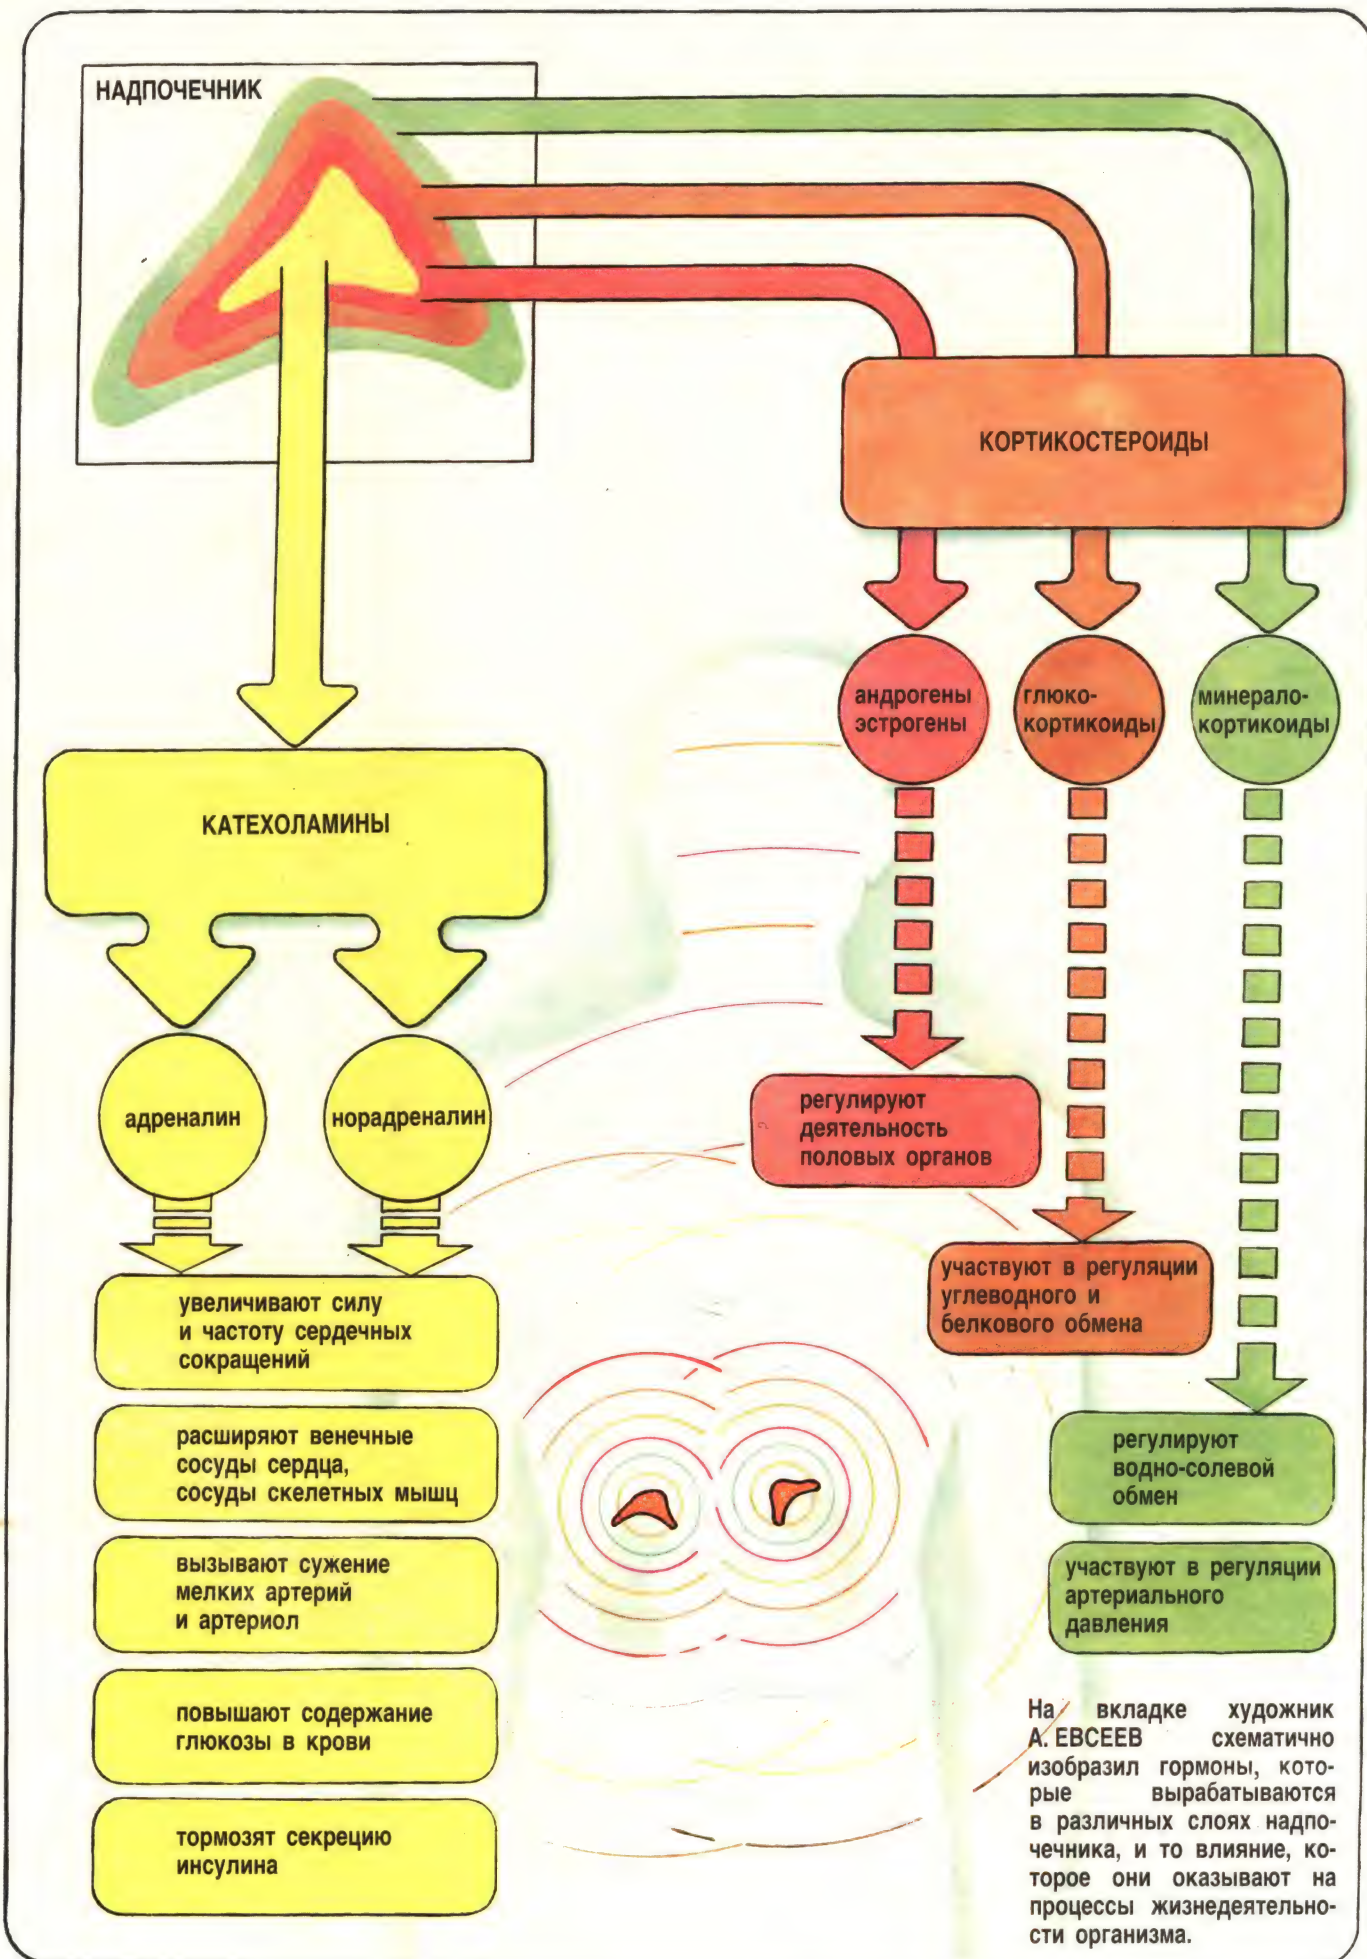 НАДПОЧЕЧНИК
КОРТИКОСТЕРОИДЫ
андрогены
эстрогены
глюко-
кортикоиды
минерало-
кортикоиды
КАТЕХОЛАМИНЫ
адреналин
норадреналин
регулируют
деятельность
половых органов
участвуют в регуляции
углеводного и
белкового обмена
регулируют
водно-солевой
обмен
участвуют в регуляции
артериального
давления
увеличивают силу
и частоту сердечных
сокращений
расширяют венечные
сосуды сердца,
сосуды скелетных мышц
вызывают сужение
мелких артерий
и артериол
повышают содержание
глюкозы в крови
тормозят секрецию
инсулина
На вкладке художник
А. ЕВСЕЕВ схематично
изобразил гормоны, кото-
рые вырабатываются
в различных слоях надпо-
чечника, и то влияние, ко-
торое они оказывают на
процессы жизнедеятельно-
сти организма.